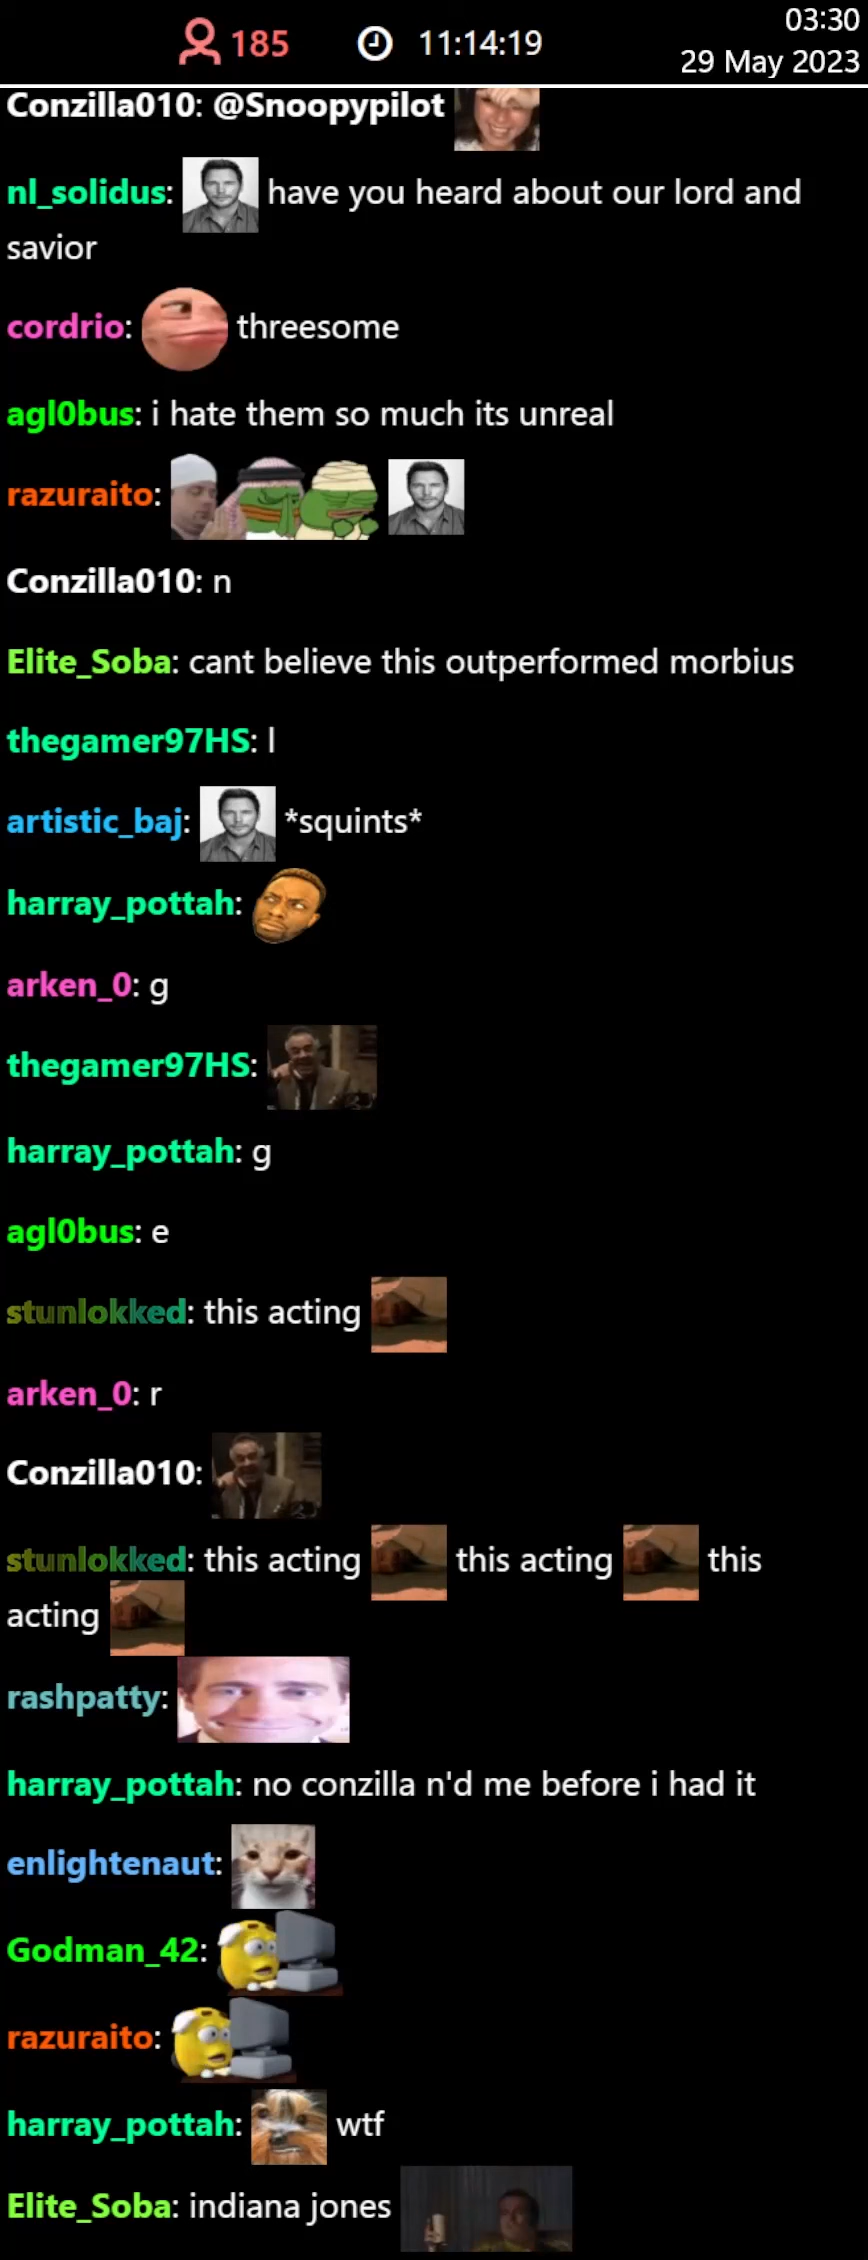 185 11:14:19 03:30
29 May 2023
Conzilla010: @Snoopypilot
nl_solidus: have you heard about our lord and
savior
cordrio: threesome
agl0bus: i hate them so much its unreal
razuraito:
Conzilla010: n
Elite_Soba: cant believe this outperformed morbius
thegamer97HS: l
artistic_baj: *squints*
harray_pottah:
arken_0: g
thegamer97HS:
harray_pottah: g
agl0bus: e
stunlokked: this acting
arken_0: r
Conzilla010:
stunlokked: this acting this acting this
acting
rashpatty:
harray_pottah: no conzilla n'd me before i had it
enlightenaut:
Godman_42:
razuraito:
harray_pottah: wtf
Elite_Soba: indiana jones